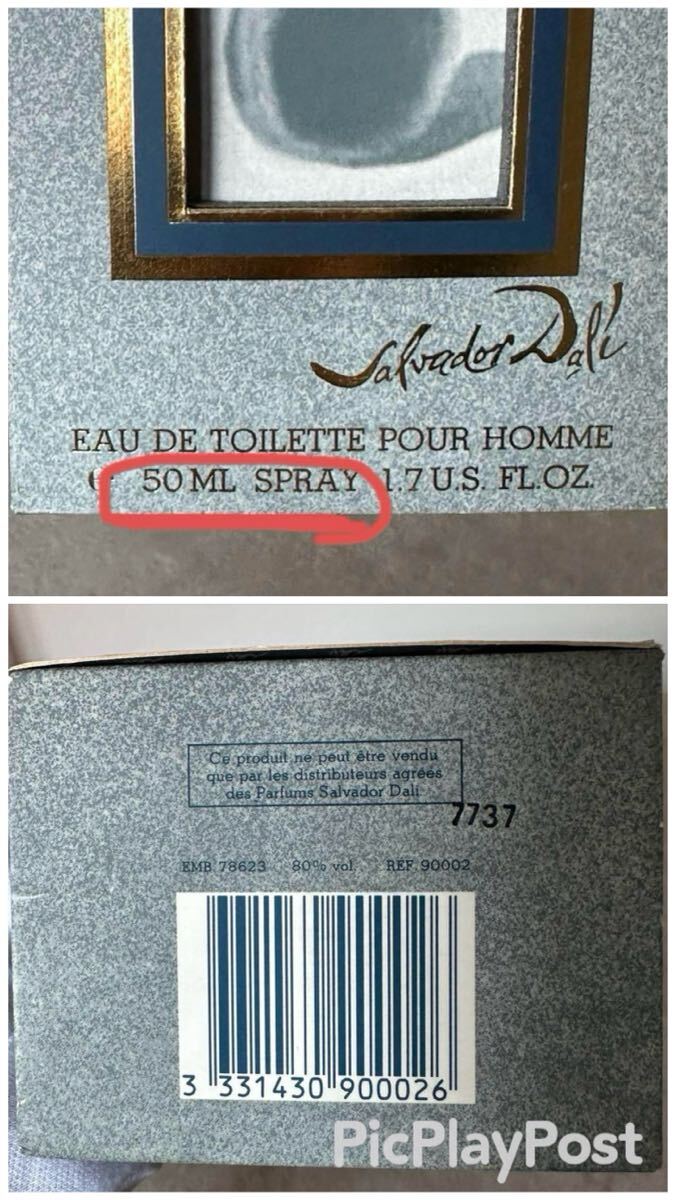 Salvador Dalí
EAU DE TOILETTE POUR HOMME
50 ML SPRAY 1.7 U.S. FL.OZ.
Ce produit ne peut être vendu
que par les distributeurs agréés
des Parfums Salvador Dali
7737
EMB 78623 80% vol. REF. 90002
3 331430 900026
PicPlayPost